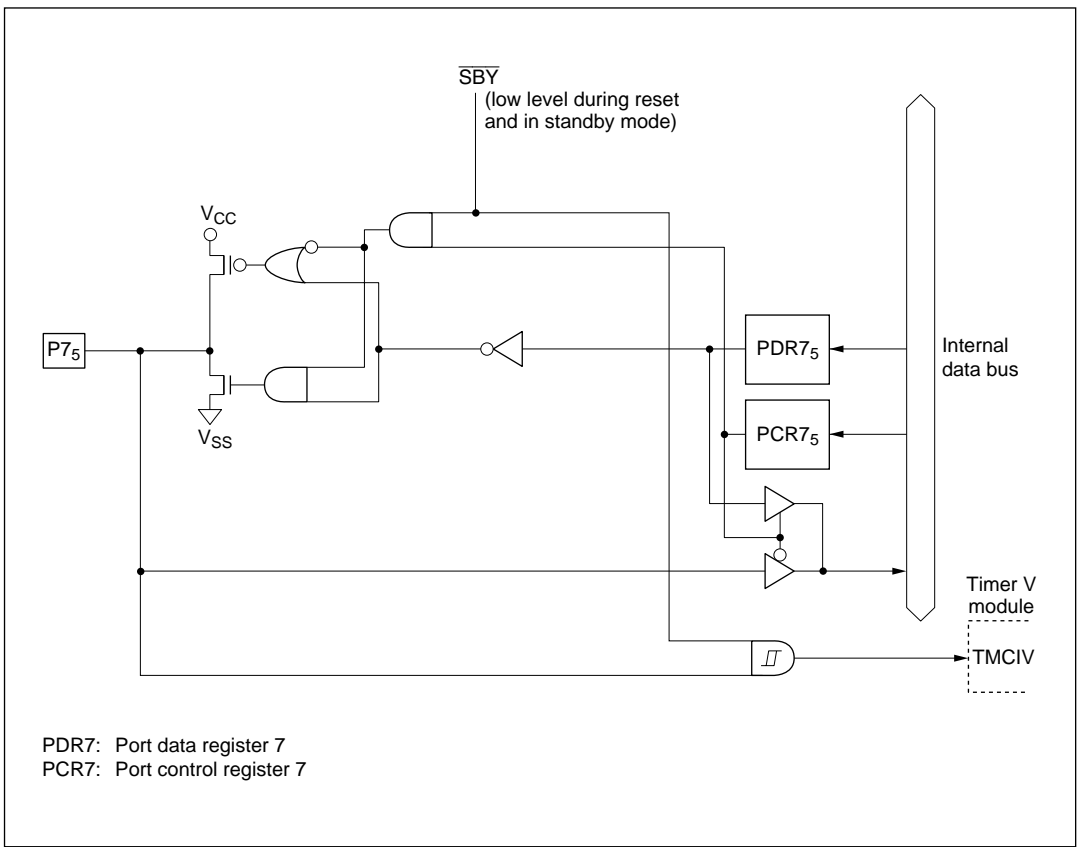 S̅B̅Y̅
(low level during reset
and in standby mode)
VCC
P75
VSS
PDR75
PCR75
Internal
data bus
Timer V
module
TMCIV
PDR7: Port data register 7
PCR7: Port control register 7